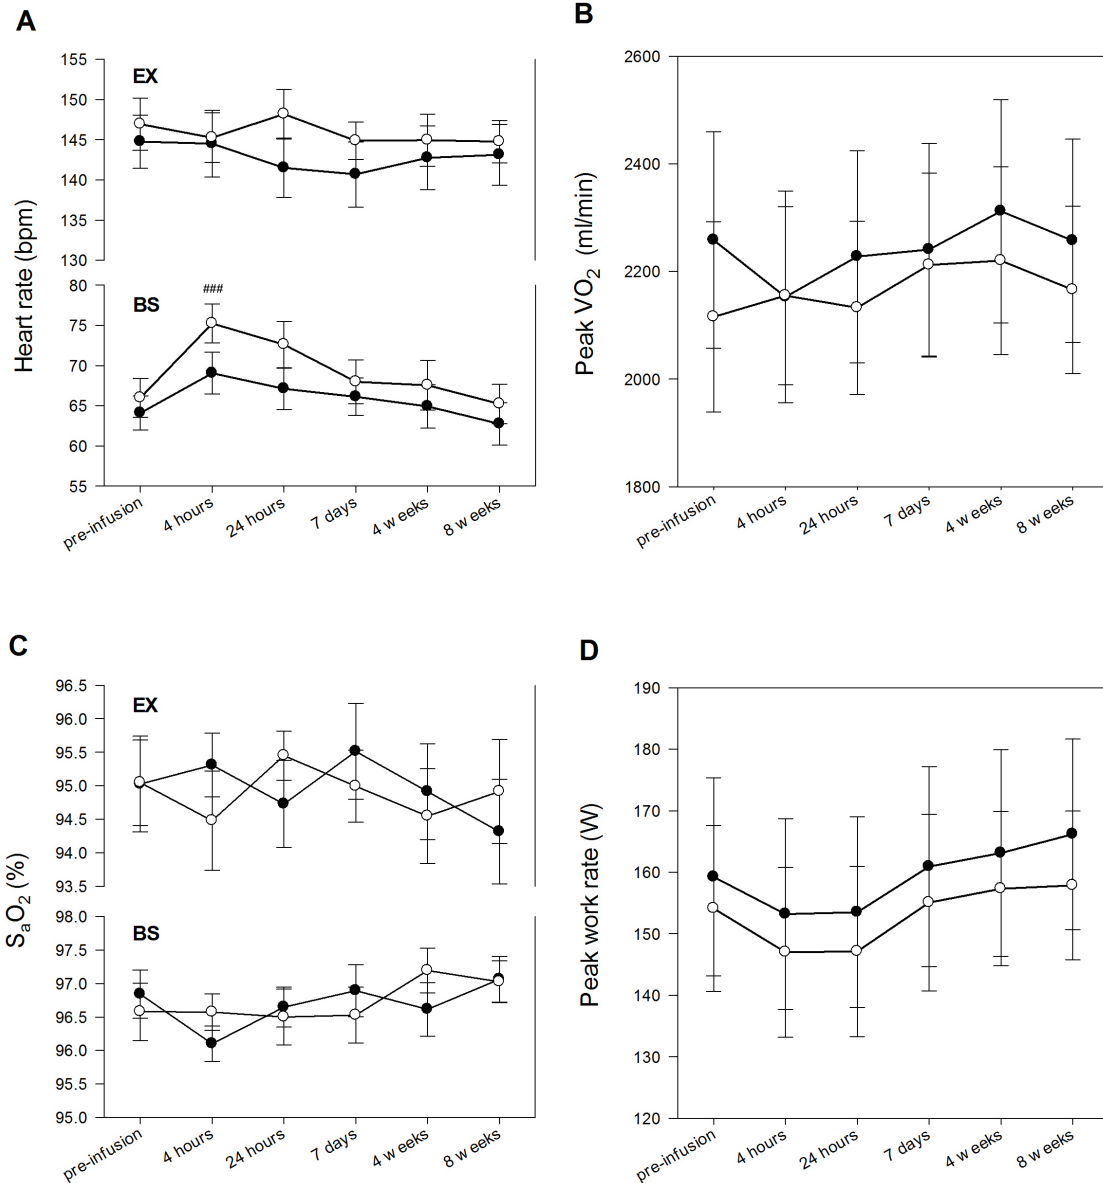 A
155
150
145
140
135
130
EX
80
75
70
65
60
55
BS
###
Heart rate (bpm)
pre-infusion
4 hours
24 hours
7 days
4 w eeks
8 w eeks
B
2600
2400
2200
2000
1800
Peak VO2 (ml/min)
pre-infusion
4 hours
24 hours
7 days
4 w eeks
8 w eeks
C
96.5
96.0
95.5
95.0
94.5
94.0
93.5
EX
98.0
97.5
97.0
96.5
96.0
95.5
95.0
BS
SaO2 (%)
pre-infusion
4 hours
24 hours
7 days
4 w eeks
8 w eeks
D
190
180
170
160
150
140
130
120
Peak work rate (W)
pre-infusion
4 hours
24 hours
7 days
4 w eeks
8 w eeks